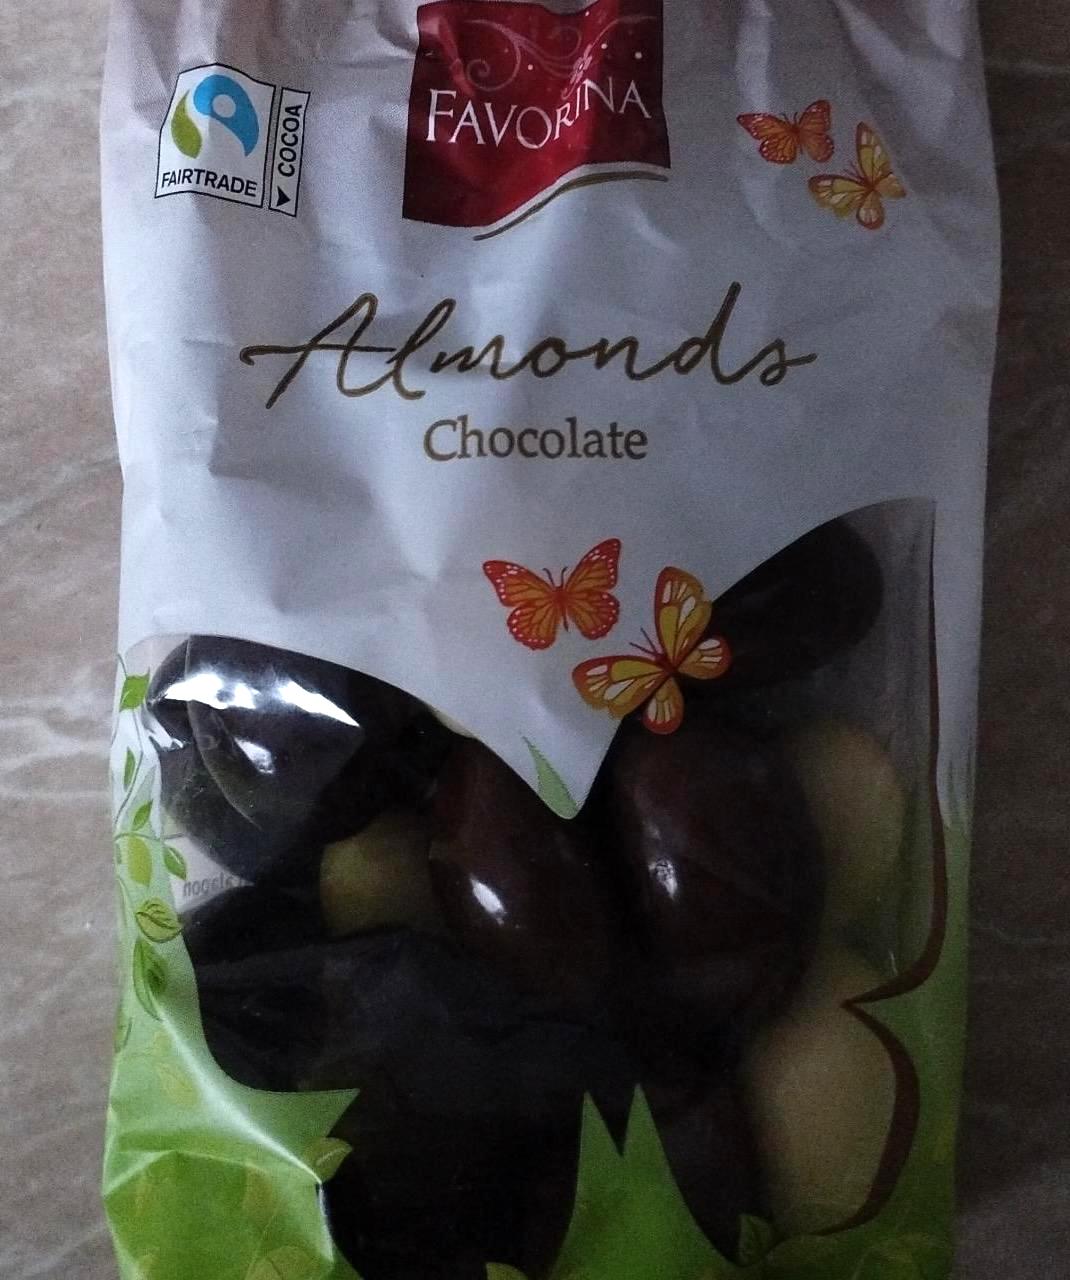 FAVORINA
FAIRTRADE
COCOA
Almonds
Chocolate